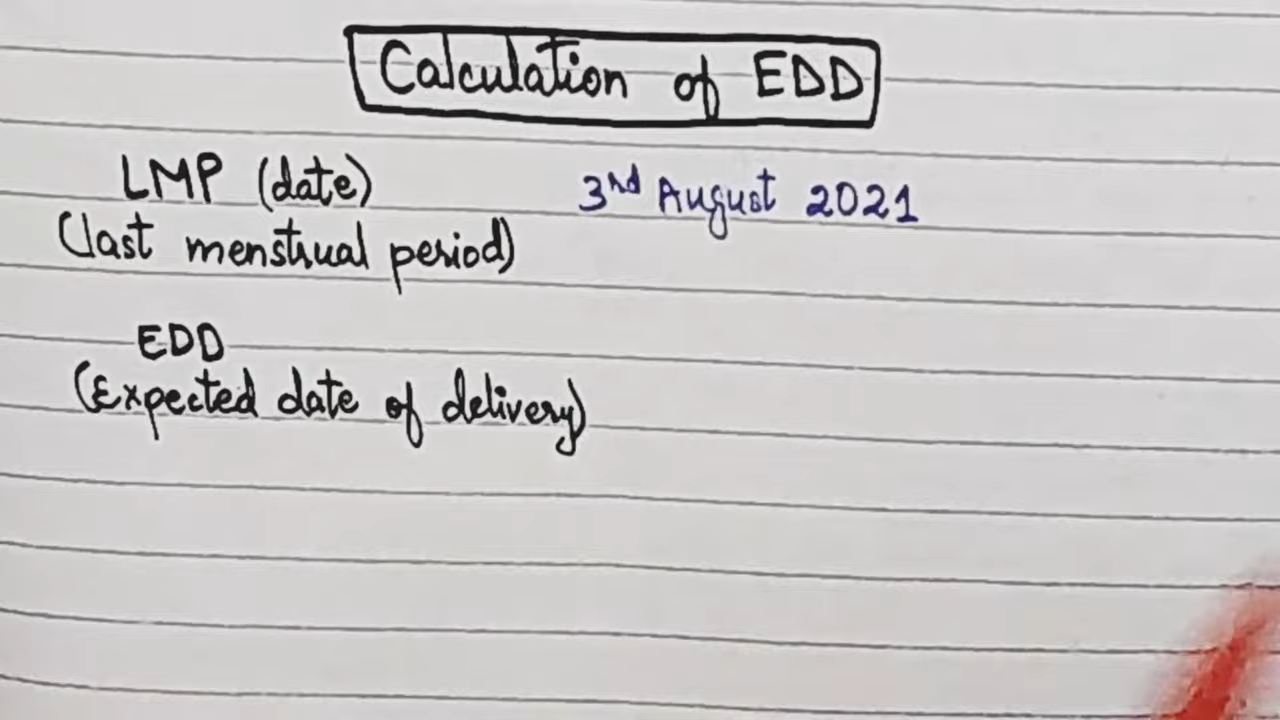 Calculation of EDD
LMP (date) 3rd August 2021
(last menstrual period)
EDD
(Expected date of delivery)